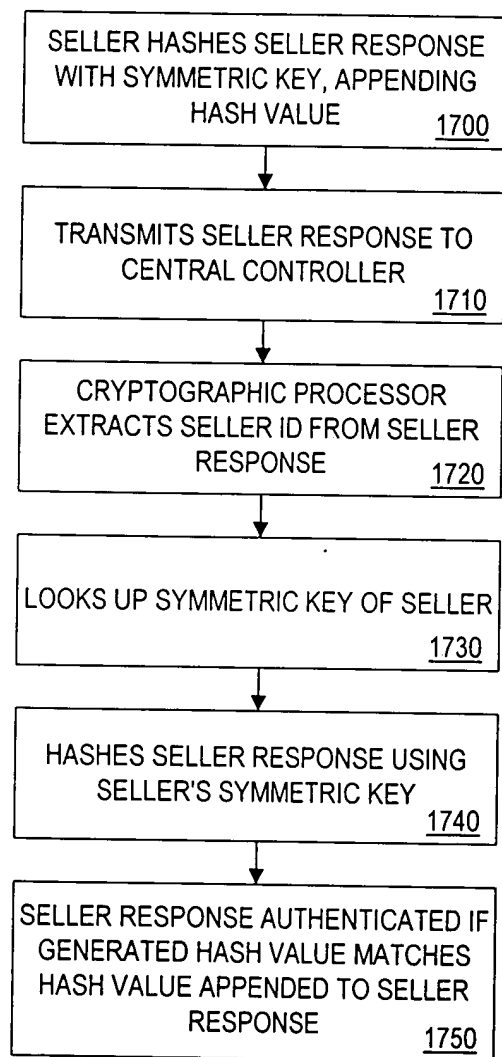 SELLER HASHES SELLER RESPONSE
WITH SYMMETRIC KEY, APPENDING
HASH VALUE 1700
TRANSMITS SELLER RESPONSE TO
CENTRAL CONTROLLER
1710
CRYPTOGRAPHIC PROCESSOR
EXTRACTS SELLER ID FROM SELLER
RESPONSE 1720
LOOKS UP SYMMETRIC KEY OF SELLER
1730
HASHES SELLER RESPONSE USING
SELLER'S SYMMETRIC KEY
1740
SELLER RESPONSE AUTHENTICATED IF
GENERATED HASH VALUE MATCHES
HASH VALUE APPENDED TO SELLER
RESPONSE 1750